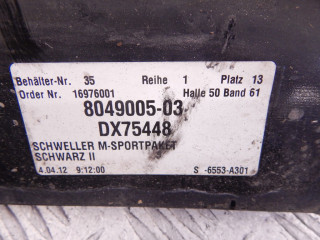 Behälter-Nr. 35 Reihe 1 Platz 13
Order Nr. 16976001 Halle 50 Band 61
8049005-03
DX75448
SCHWELLER M-SPORTPAKET
SCHWARZ II
4.04.12 9:12:00 S -6553-A301